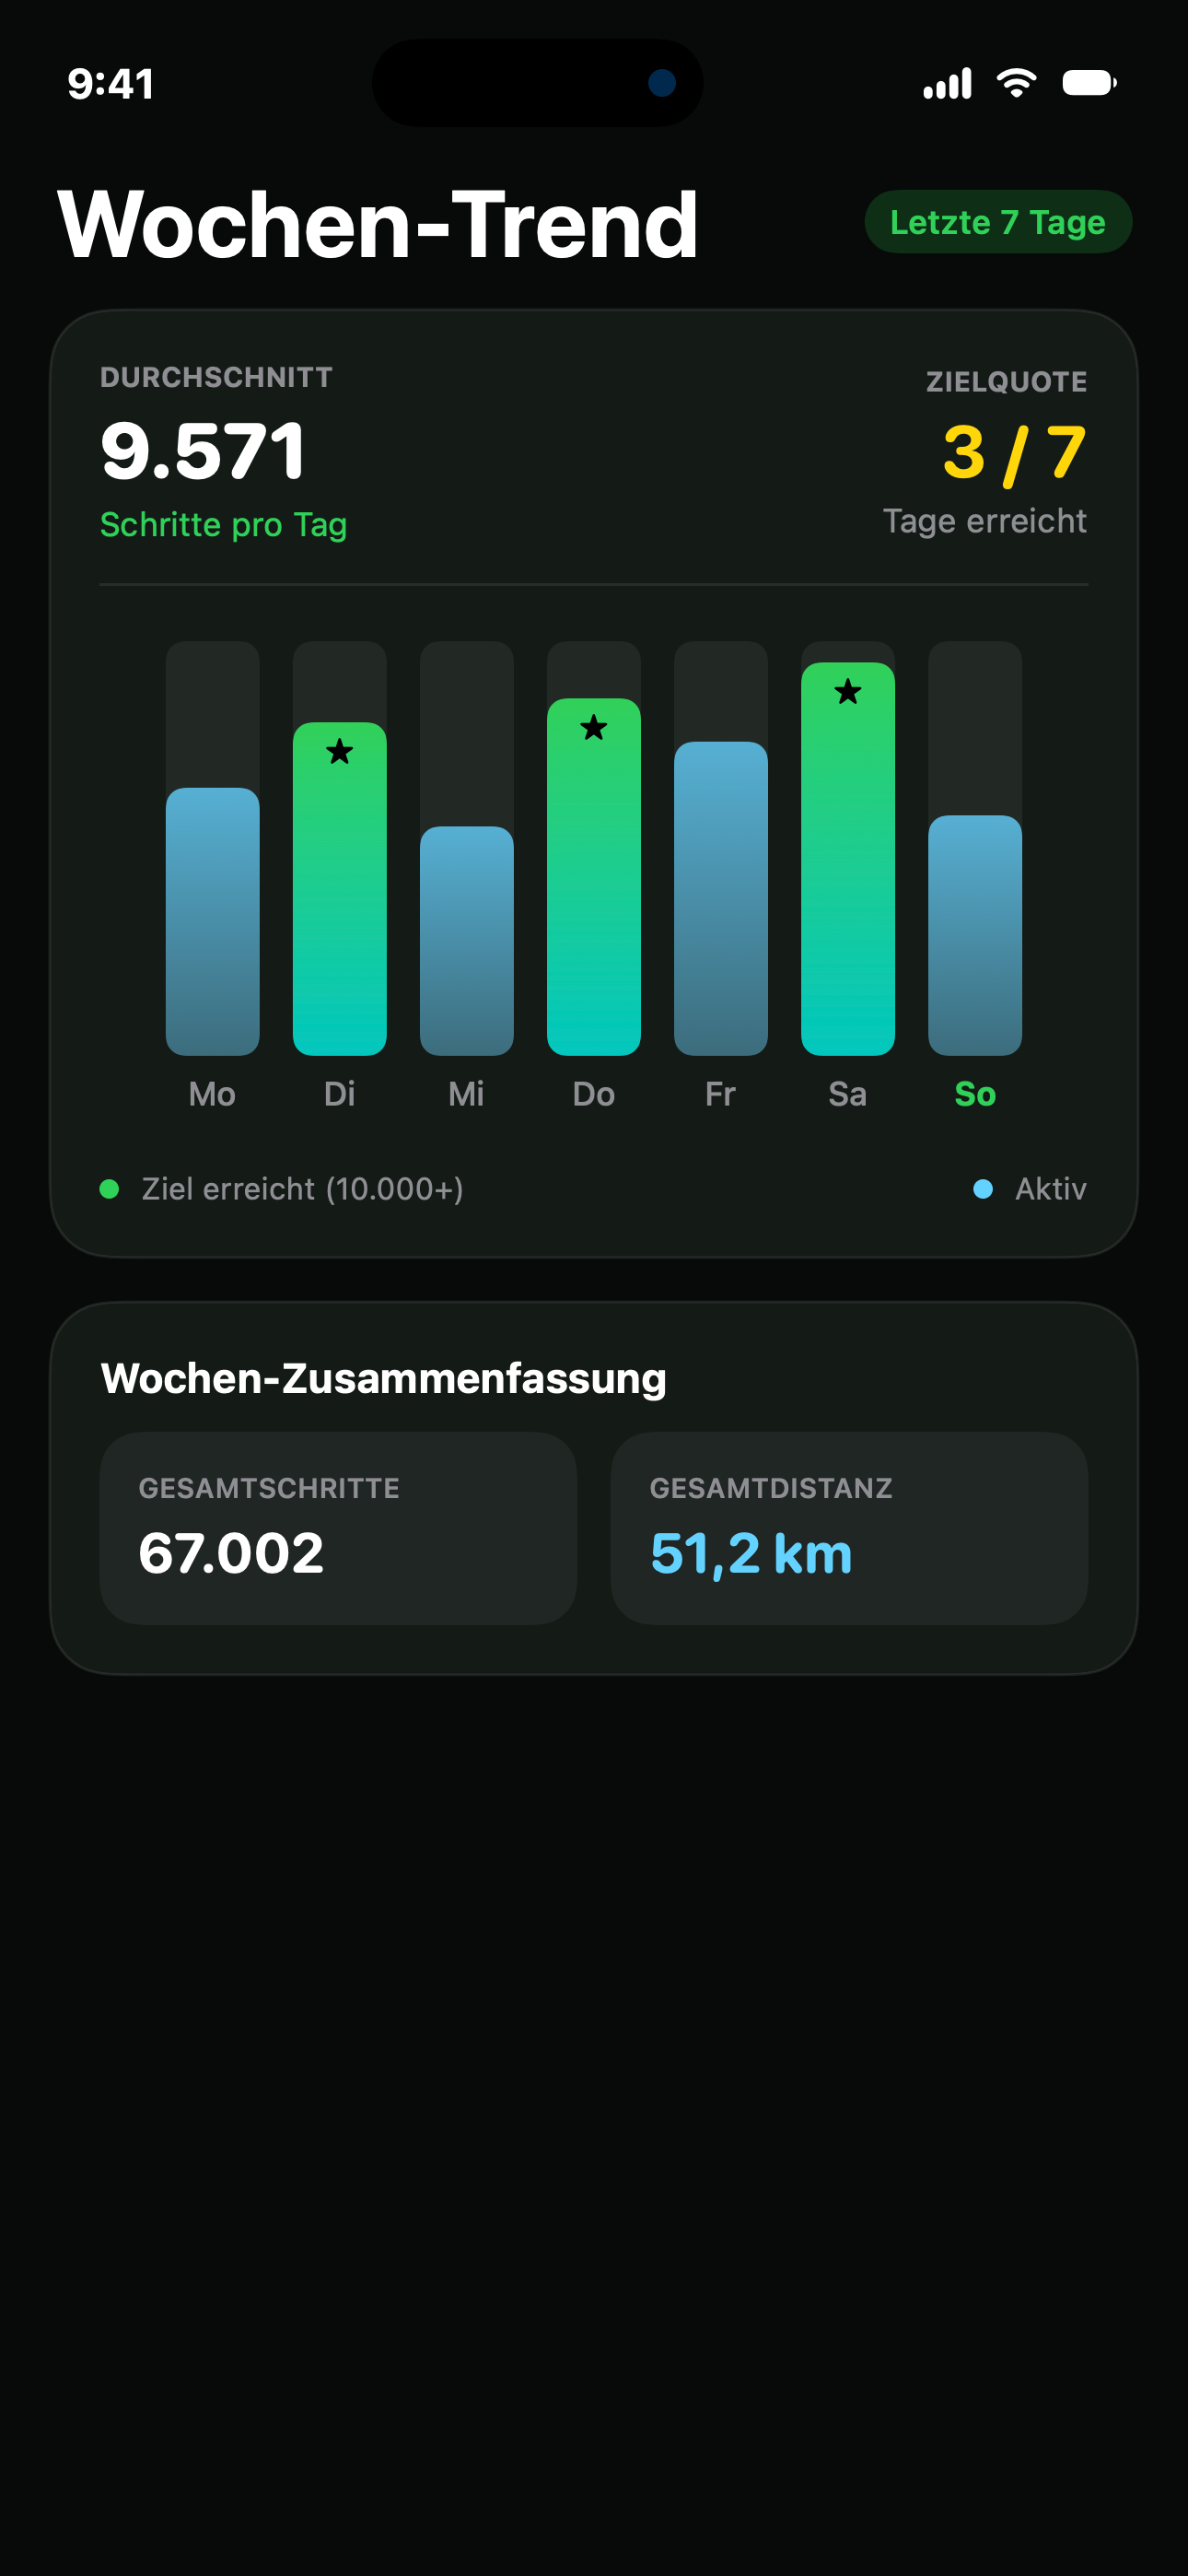 9:41
Wochen-Trend
Letzte 7 Tage
DURCHSCHNITT
9.571
Schritte pro Tag
ZIELQUOTE
3 / 7
Tage erreicht
Mo Di Mi Do Fr Sa So
Ziel erreicht (10.000+)
Aktiv
Wochen-Zusammenfassung
GESAMTSCHRITTE
67.002
GESAMTDISTANZ
51,2 km